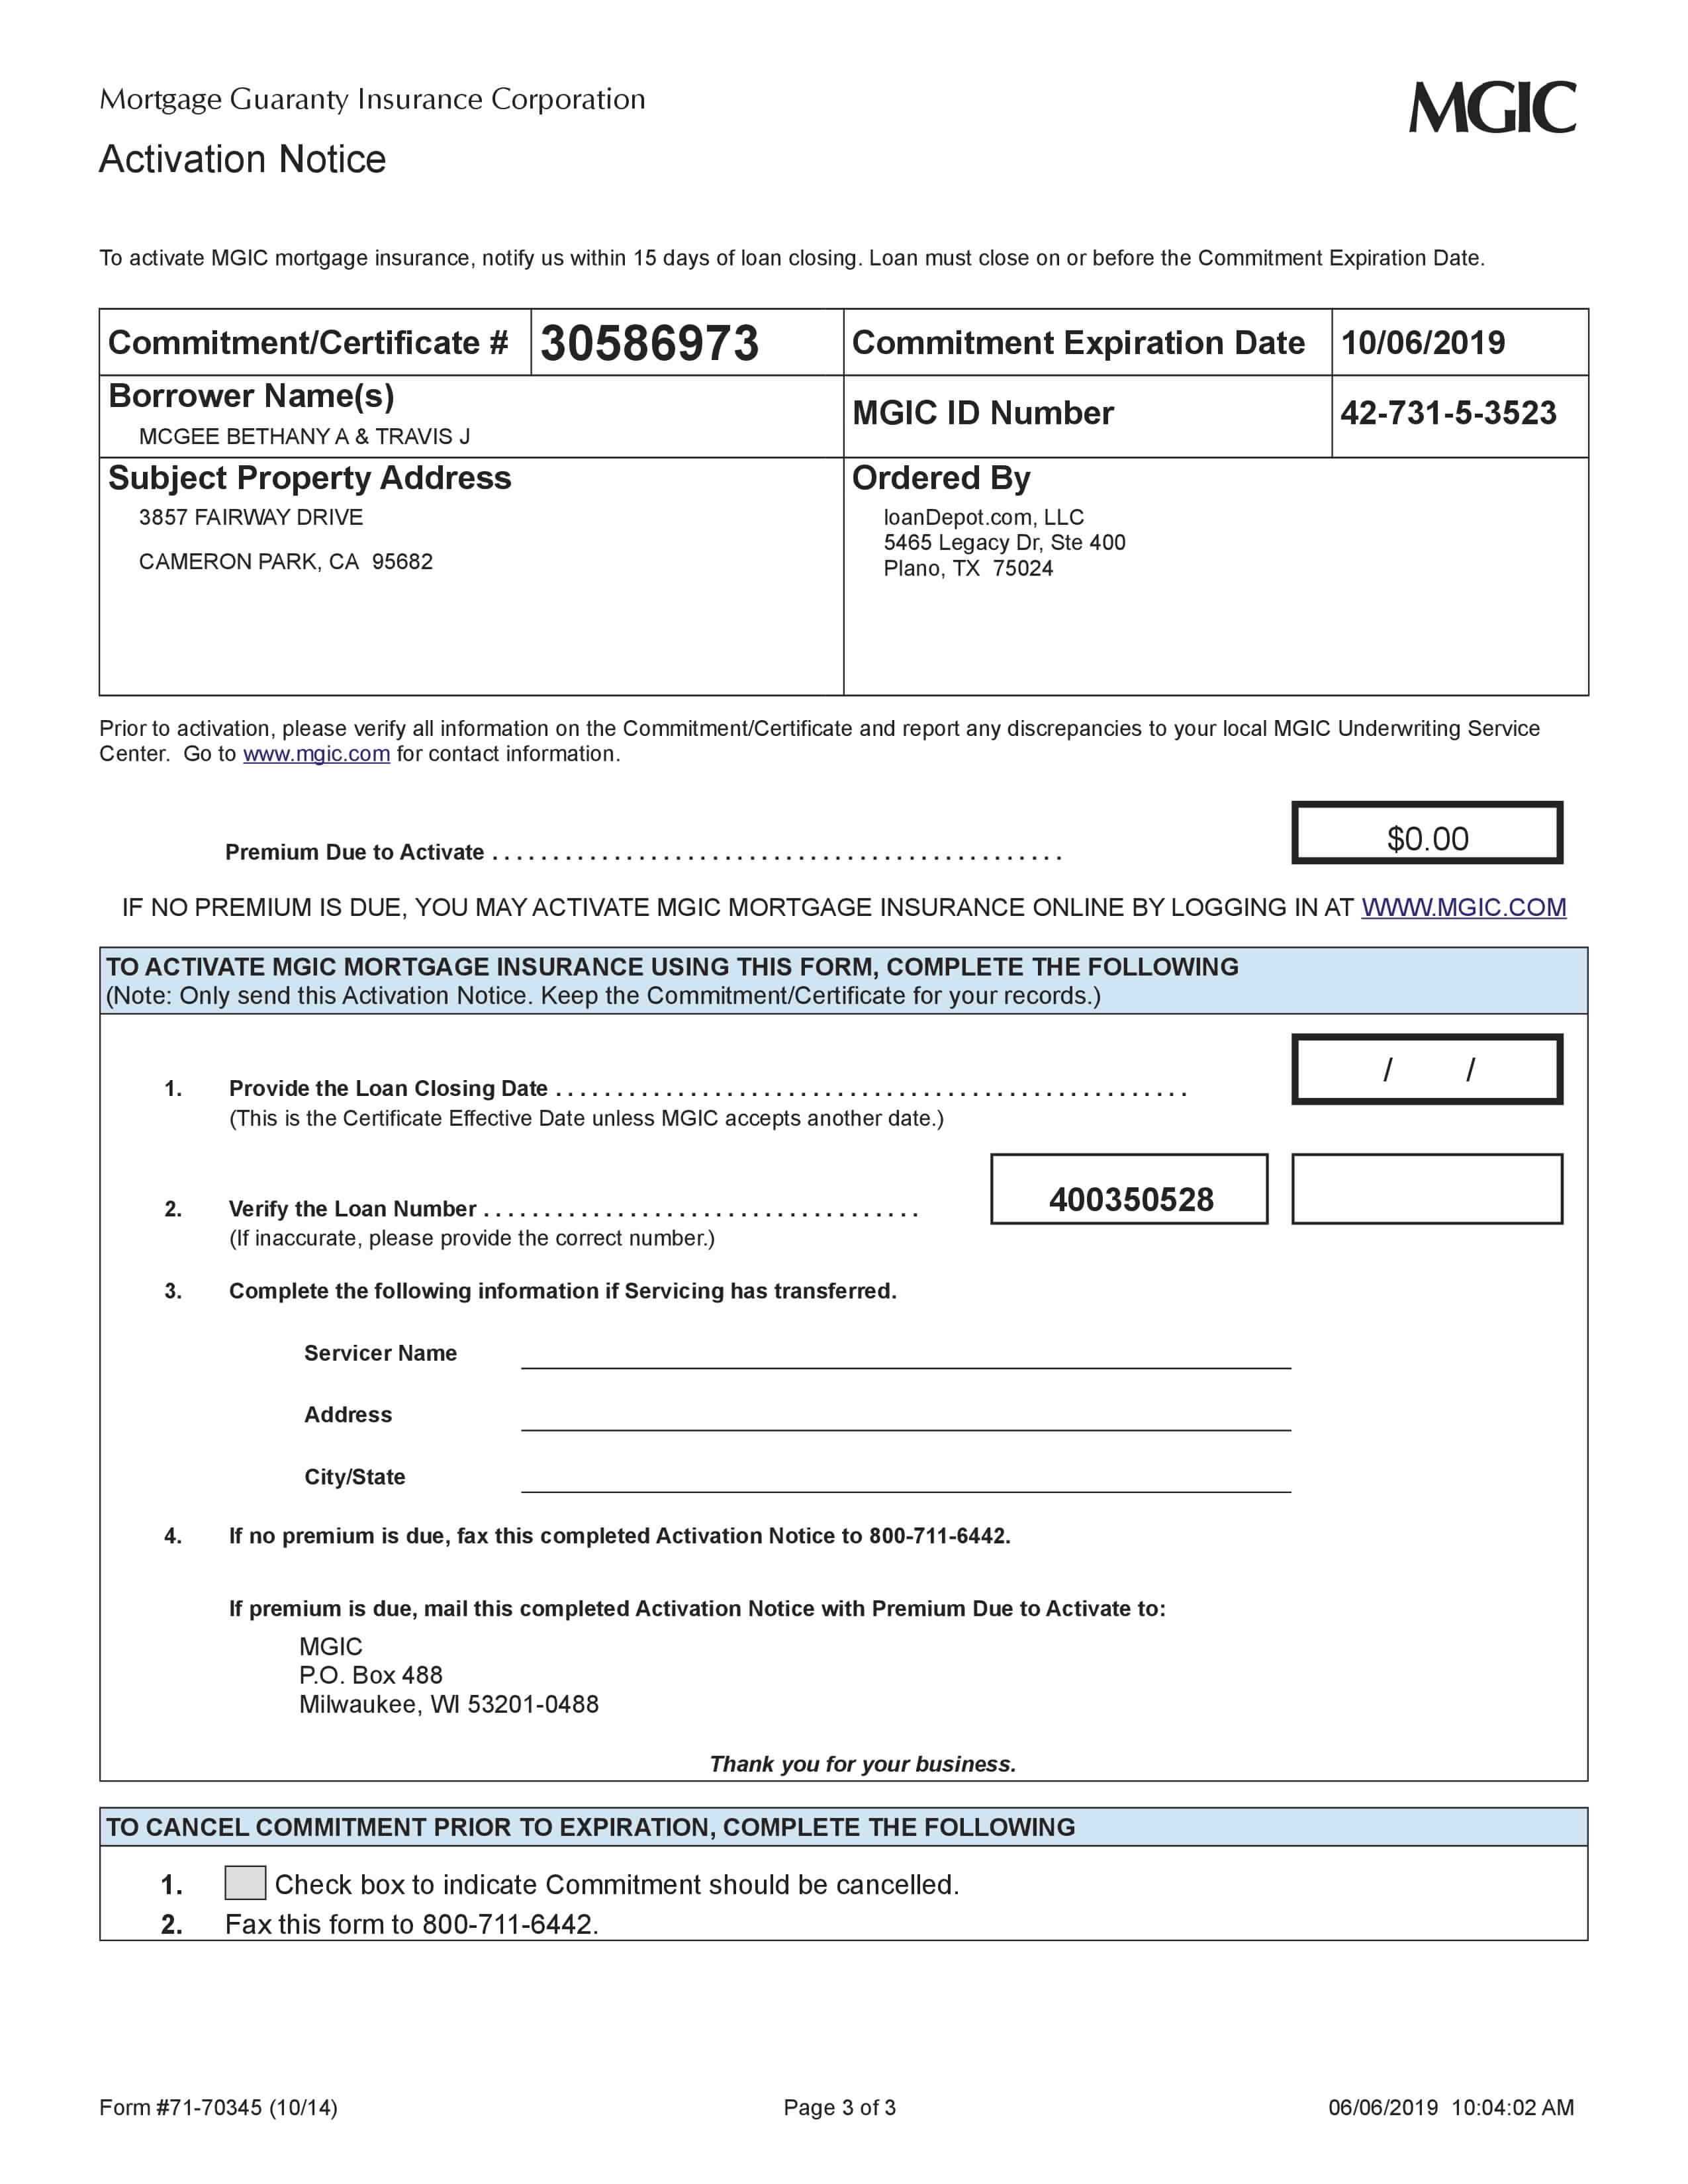 Mortgage Guaranty Insurance Corporation
MGIC
Activation Notice
To activate MGIC mortgage insurance, notify us within 15 days of loan closing. Loan must close on or before the Commitment Expiration Date.
Commitment/Certificate # 30586973 Commitment Expiration Date 10/06/2019
Borrower Name(s)
MCGEE BETHANY A & TRAVIS J
MGIC ID Number 42-731-5-3523
Subject Property Address
3857 FAIRWAY DRIVE
CAMERON PARK, CA 95682
Ordered By
loanDepot.com, LLC
5465 Legacy Dr, Ste 400
Plano, TX 75024
Prior to activation, please verify all information on the Commitment/Certificate and report any discrepancies to your local MGIC Underwriting Service
Center. Go to www.mgic.com for contact information.
Premium Due to Activate . . . . . . . . . . . . . . . . . . . . . . . . . . . . . . . . . . . . . . . . . . . . . . . $0.00
IF NO PREMIUM IS DUE, YOU MAY ACTIVATE MGIC MORTGAGE INSURANCE ONLINE BY LOGGING IN AT WWW.MGIC.COM
TO ACTIVATE MGIC MORTGAGE INSURANCE USING THIS FORM, COMPLETE THE FOLLOWING
(Note: Only send this Activation Notice. Keep the Commitment/Certificate for your records.)
1. Provide the Loan Closing Date . . . . . . . . . . . . . . . . . . . . . . . . . . . . . . . . . . . . . . . . . . . . . . . . . . . . / /
(This is the Certificate Effective Date unless MGIC accepts another date.)
2. Verify the Loan Number . . . . . . . . . . . . . . . . . . . . . . . . . . . . . . . . . . . . 400350528
(If inaccurate, please provide the correct number.)
3. Complete the following information if Servicing has transferred.
Servicer Name
Address
City/State
4. If no premium is due, fax this completed Activation Notice to 800-711-6442.
If premium is due, mail this completed Activation Notice with Premium Due to Activate to:
MGIC
P.O. Box 488
Milwaukee, WI 53201-0488
Thank you for your business.
TO CANCEL COMMITMENT PRIOR TO EXPIRATION, COMPLETE THE FOLLOWING
1. Check box to indicate Commitment should be cancelled.
2. Fax this form to 800-711-6442.
Form #71-70345 (10/14) Page 3 of 3 06/06/2019 10:04:02 AM